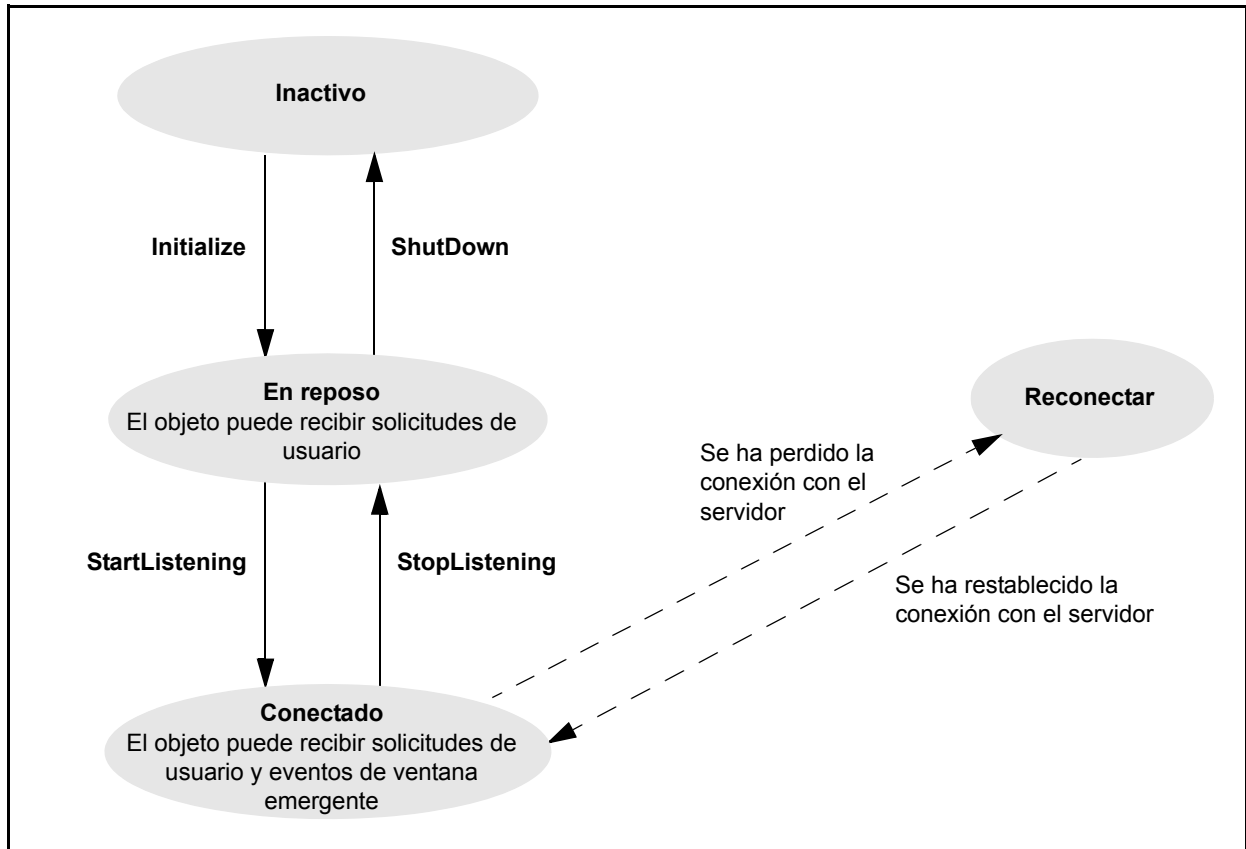 Inactivo
Initialize
ShutDown
En reposo
El objeto puede recibir solicitudes de
usuario
Reconectar
Se ha perdido la
conexión con el
servidor
StartListening
StopListening
Se ha restablecido la
conexión con el servidor
Conectado
El objeto puede recibir solicitudes de
usuario y eventos de ventana
emergente